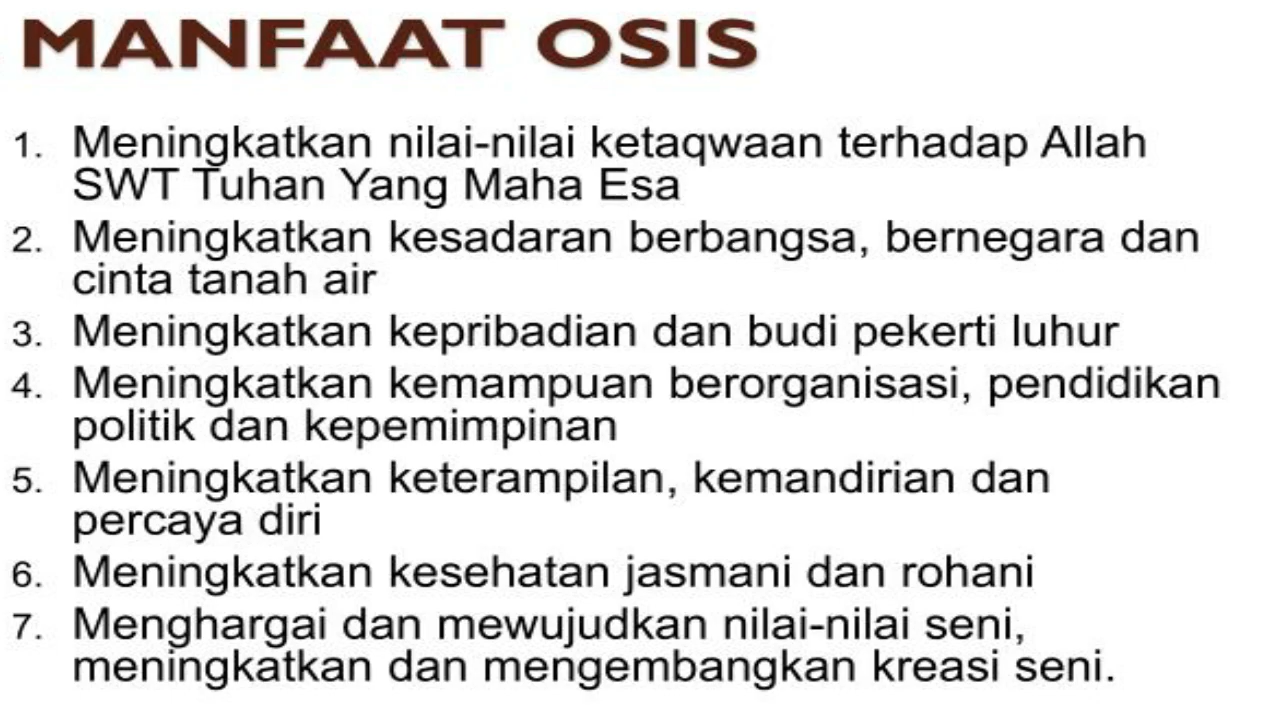 MANFAAT OSIS
1. Meningkatkan nilai-nilai ketaqwaan terhadap Allah
SWT Tuhan Yang Maha Esa
2. Meningkatkan kesadaran berbangsa, bernegara dan
cinta tanah air
3. Meningkatkan kepribadian dan budi pekerti luhur
4. Meningkatkan kemampuan berorganisasi, pendidikan
politik dan kepemimpinan
5. Meningkatkan keterampilan, kemandirian dan
percaya diri
6. Meningkatkan kesehatan jasmani dan rohani
7. Menghargai dan mewujudkan nilai-nilai seni,
meningkatkan dan mengembangkan kreasi seni.